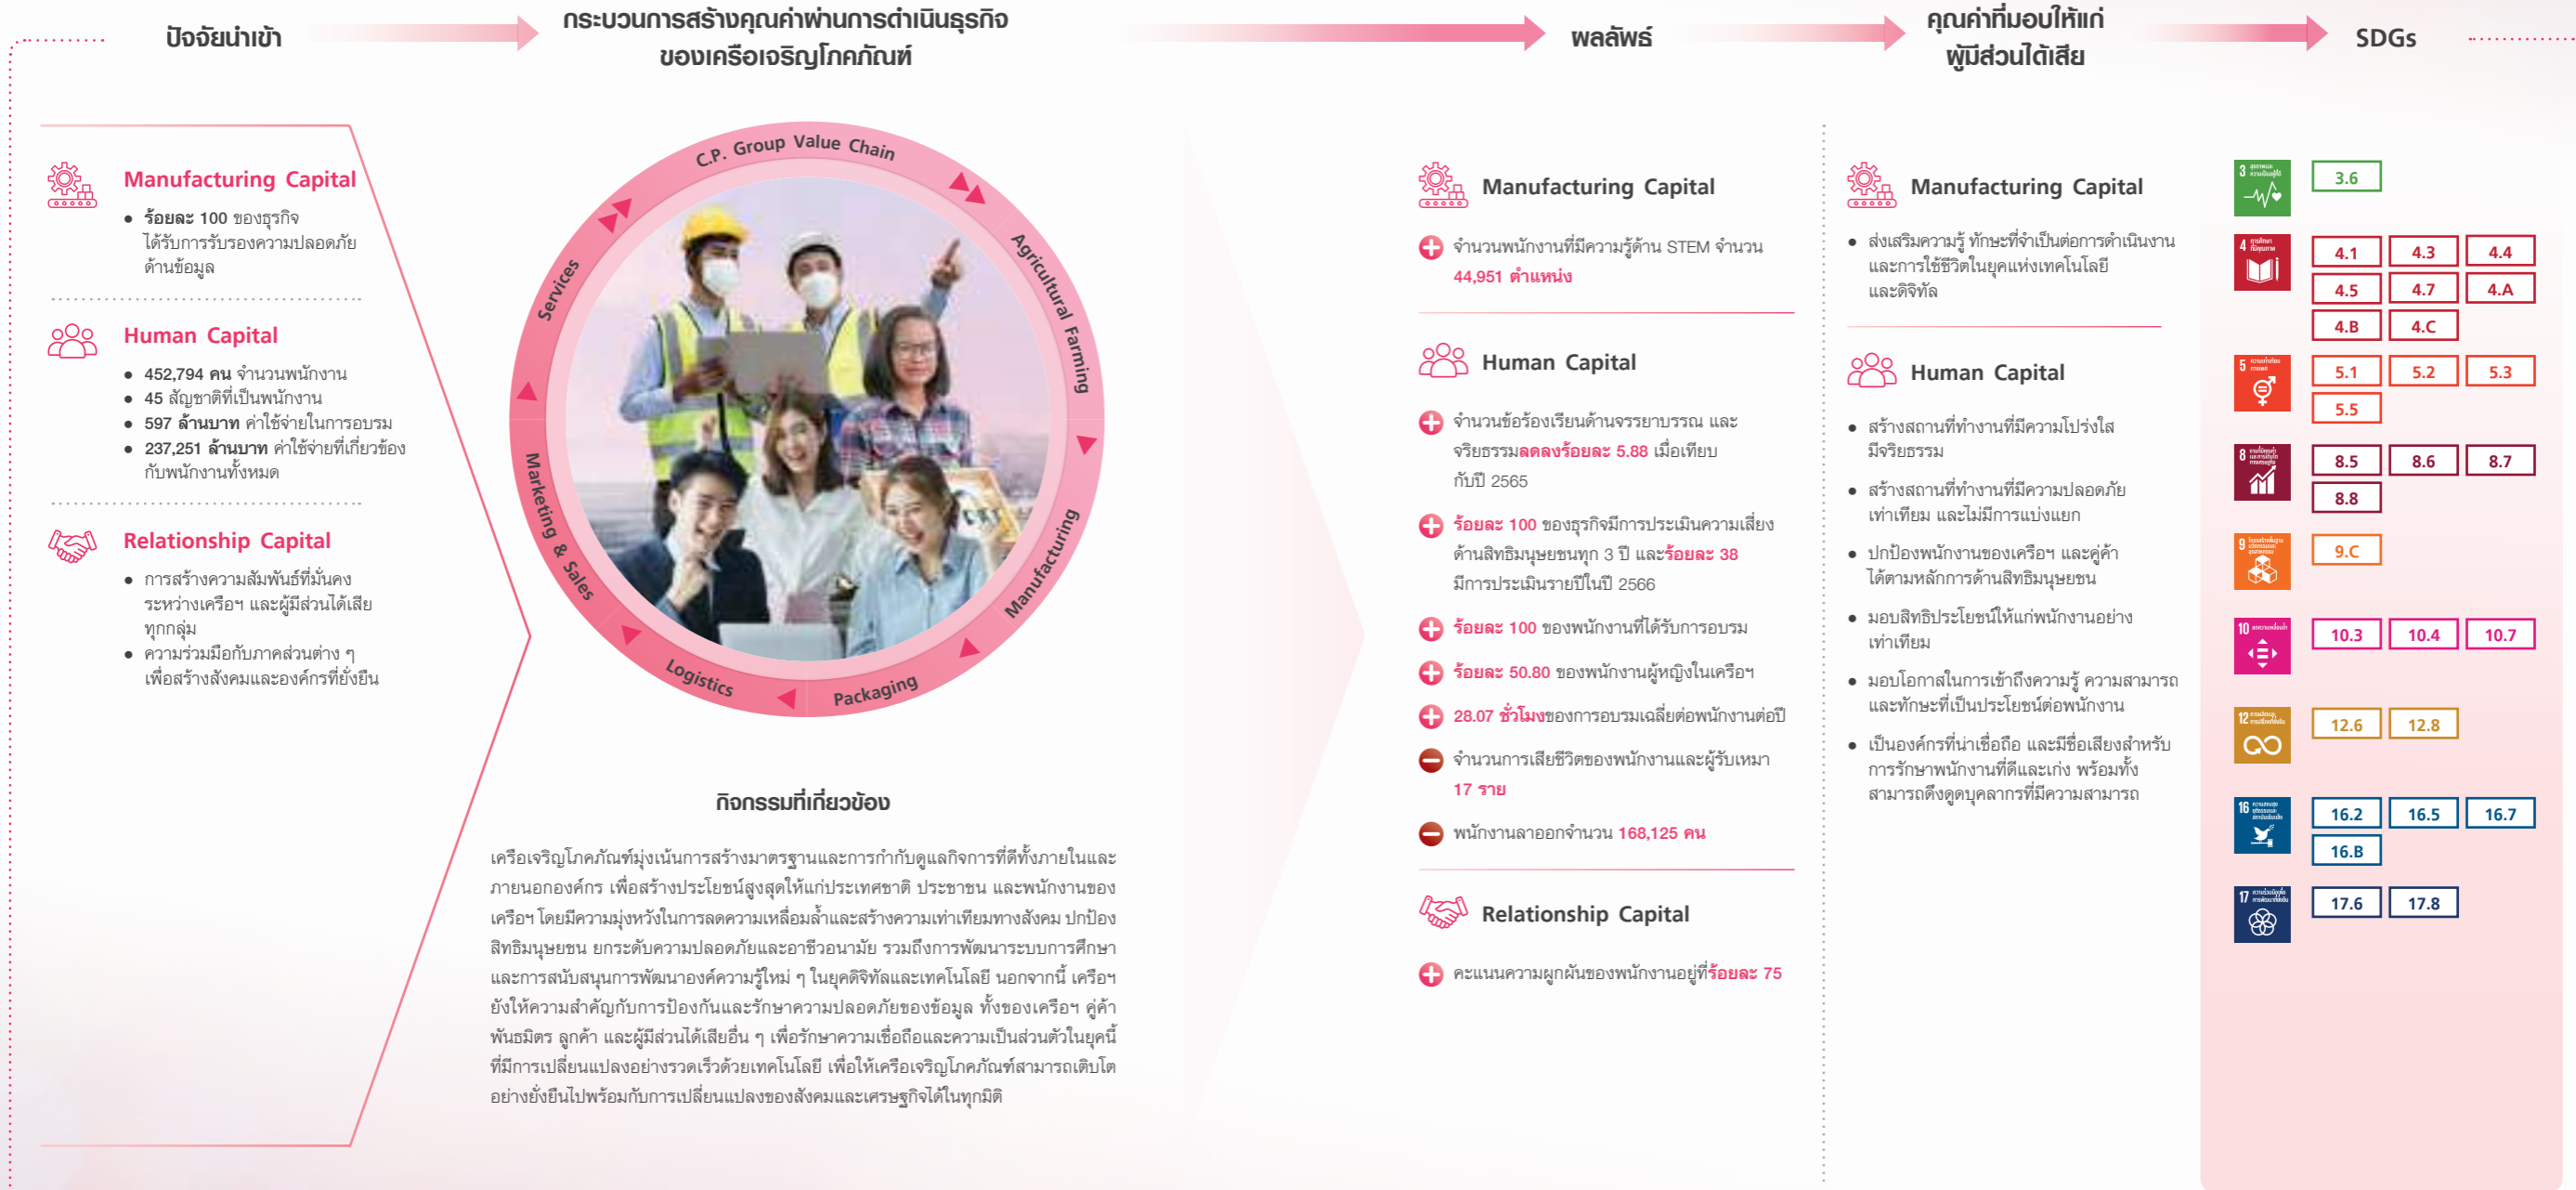 ปัจจัยนำเข้า
กระบวนการสร้างคุณค่าผ่านการดำเนินธุรกิจ
ของเครือเจริญโภคภัณฑ์
ผลลัพธ์
คุณค่าที่มอบให้แก่
ผู้มีส่วนได้เสีย
SDGs
Manufacturing Capital
• ร้อยละ 100 ของธุรกิจ
ได้รับการรับรองความปลอดภัย
ด้านข้อมูล
Human Capital
• 452,794 คน จำนวนพนักงาน
• 45 สัญชาติที่เป็นพนักงาน
• 597 ล้านบาท ค่าใช้จ่ายในการอบรม
• 237,251 ล้านบาท ค่าใช้จ่ายที่เกี่ยวข้อง
กับพนักงานทั้งหมด
Relationship Capital
• การสร้างความสัมพันธ์ที่มั่นคง
ระหว่างเครือฯ และผู้มีส่วนได้เสีย
ทุกกลุ่ม
• ความร่วมมือกับภาคส่วนต่าง ๆ
เพื่อสร้างสังคมและองค์กรที่ยั่งยืน
C.P. Group Value Chain
Agricultural Farming
Manufacturing
Packaging
Logistics
Marketing & Sales
Services
กิจกรรมที่เกี่ยวข้อง
เครือเจริญโภคภัณฑ์มุ่งเน้นการสร้างมาตรฐานและการกำกับดูแลกิจการที่ดีทั้งภายในและ
ภายนอกองค์กร เพื่อสร้างประโยชน์สูงสุดให้แก่ประเทศชาติ ประชาชน และพนักงานของ
เครือฯ โดยมีความมุ่งหวังในการลดความเหลื่อมล้ำและสร้างความเท่าเทียมทางสังคม ปกป้อง
สิทธิมนุษยชน ยกระดับความปลอดภัยและอาชีวอนามัย รวมถึงการพัฒนาระบบการศึกษา
และการสนับสนุนการพัฒนาองค์ความรู้ใหม่ ๆ ในยุคดิจิทัลและเทคโนโลยี นอกจากนี้ เครือฯ
ยังให้ความสำคัญกับการป้องกันและรักษาความปลอดภัยของข้อมูล ทั้งของเครือฯ คู่ค้า
พันธมิตร ลูกค้า และผู้มีส่วนได้เสียอื่น ๆ เพื่อรักษาความเชื่อถือและความเป็นส่วนตัวในยุคนี้
ที่มีการเปลี่ยนแปลงอย่างรวดเร็วด้วยเทคโนโลยี เพื่อให้เครือเจริญโภคภัณฑ์สามารถเติบโต
อย่างยั่งยืนไปพร้อมกับการเปลี่ยนแปลงของสังคมและเศรษฐกิจได้ในทุกมิติ
Manufacturing Capital
จำนวนพนักงานที่มีความรู้ด้าน STEM จำนวน
44,951 ตำแหน่ง
Human Capital
จำนวนข้อร้องเรียนด้านจรรยาบรรณ และ
จริยธรรมลดลงร้อยละ 5.88 เมื่อเทียบ
กับปี 2565
ร้อยละ 100 ของธุรกิจมีการประเมินความเสี่ยง
ด้านสิทธิมนุษยชนทุก 3 ปี และร้อยละ 38
มีการประเมินรายปีในปี 2566
ร้อยละ 100 ของพนักงานที่ได้รับการอบรม
ร้อยละ 50.80 ของพนักงานผู้หญิงในเครือฯ
28.07 ชั่วโมงของการอบรมเฉลี่ยต่อพนักงานต่อปี
จำนวนการเสียชีวิตของพนักงานและผู้รับเหมา
17 ราย
พนักงานลาออกจำนวน 168,125 คน
Relationship Capital
คะแนนความผูกผันของพนักงานอยู่ที่ร้อยละ 75
Manufacturing Capital
• ส่งเสริมความรู้ ทักษะที่จำเป็นต่อการดำเนินงาน
และการใช้ชีวิตในยุคแห่งเทคโนโลยี
และดิจิทัล
Human Capital
• สร้างสถานที่ทำงานที่มีความโปร่งใส
มีจริยธรรม
• สร้างสถานที่ทำงานที่มีความปลอดภัย
เท่าเทียม และไม่มีการแบ่งแยก
• ปกป้องพนักงานของเครือฯ และคู่ค้า
ได้ตามหลักการด้านสิทธิมนุษยชน
• มอบสิทธิประโยชน์ให้แก่พนักงานอย่าง
เท่าเทียม
• มอบโอกาสในการเข้าถึงความรู้ ความสามารถ
และทักษะที่เป็นประโยชน์ต่อพนักงาน
• เป็นองค์กรที่น่าเชื่อถือ และมีชื่อเสียงสำหรับ
การรักษาพนักงานที่ดีและเก่ง พร้อมทั้ง
สามารถดึงดูดบุคลากรที่มีความสามารถ
3
3.6
4
4.1 4.3 4.4
4.5 4.7 4.A
4.B 4.C
5
5.1 5.2 5.3
5.5
8
8.5 8.6 8.7
8.8
9
9.C
10
10.3 10.4 10.7
12
12.6 12.8
16
16.2 16.5 16.7
16.B
17
17.6 17.8